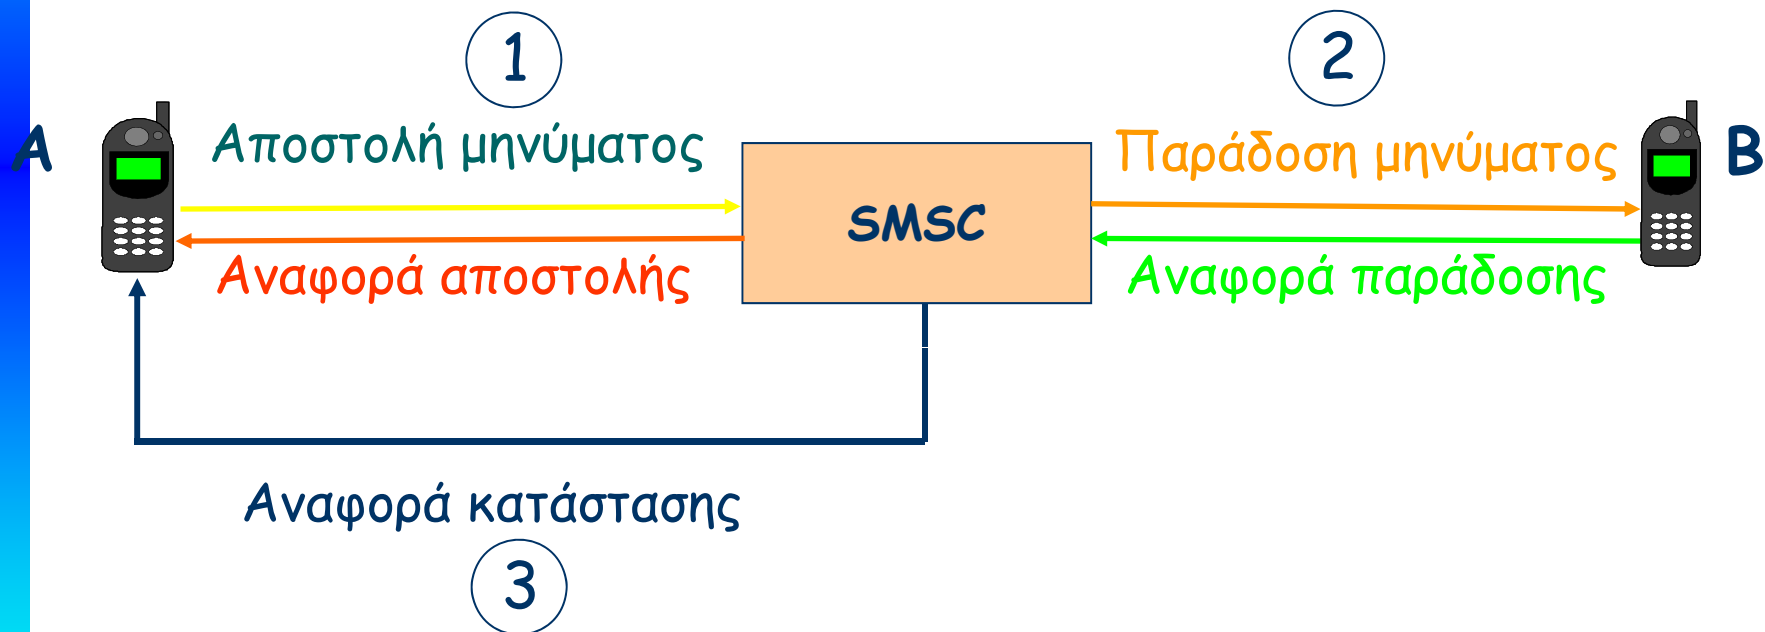 1
2
A
Αποστολή μηνύματος
Παράδοση μηνύματος
B
SMSC
Αναφορά αποστολής
Αναφορά παράδοσης
Αναφορά κατάστασης
3